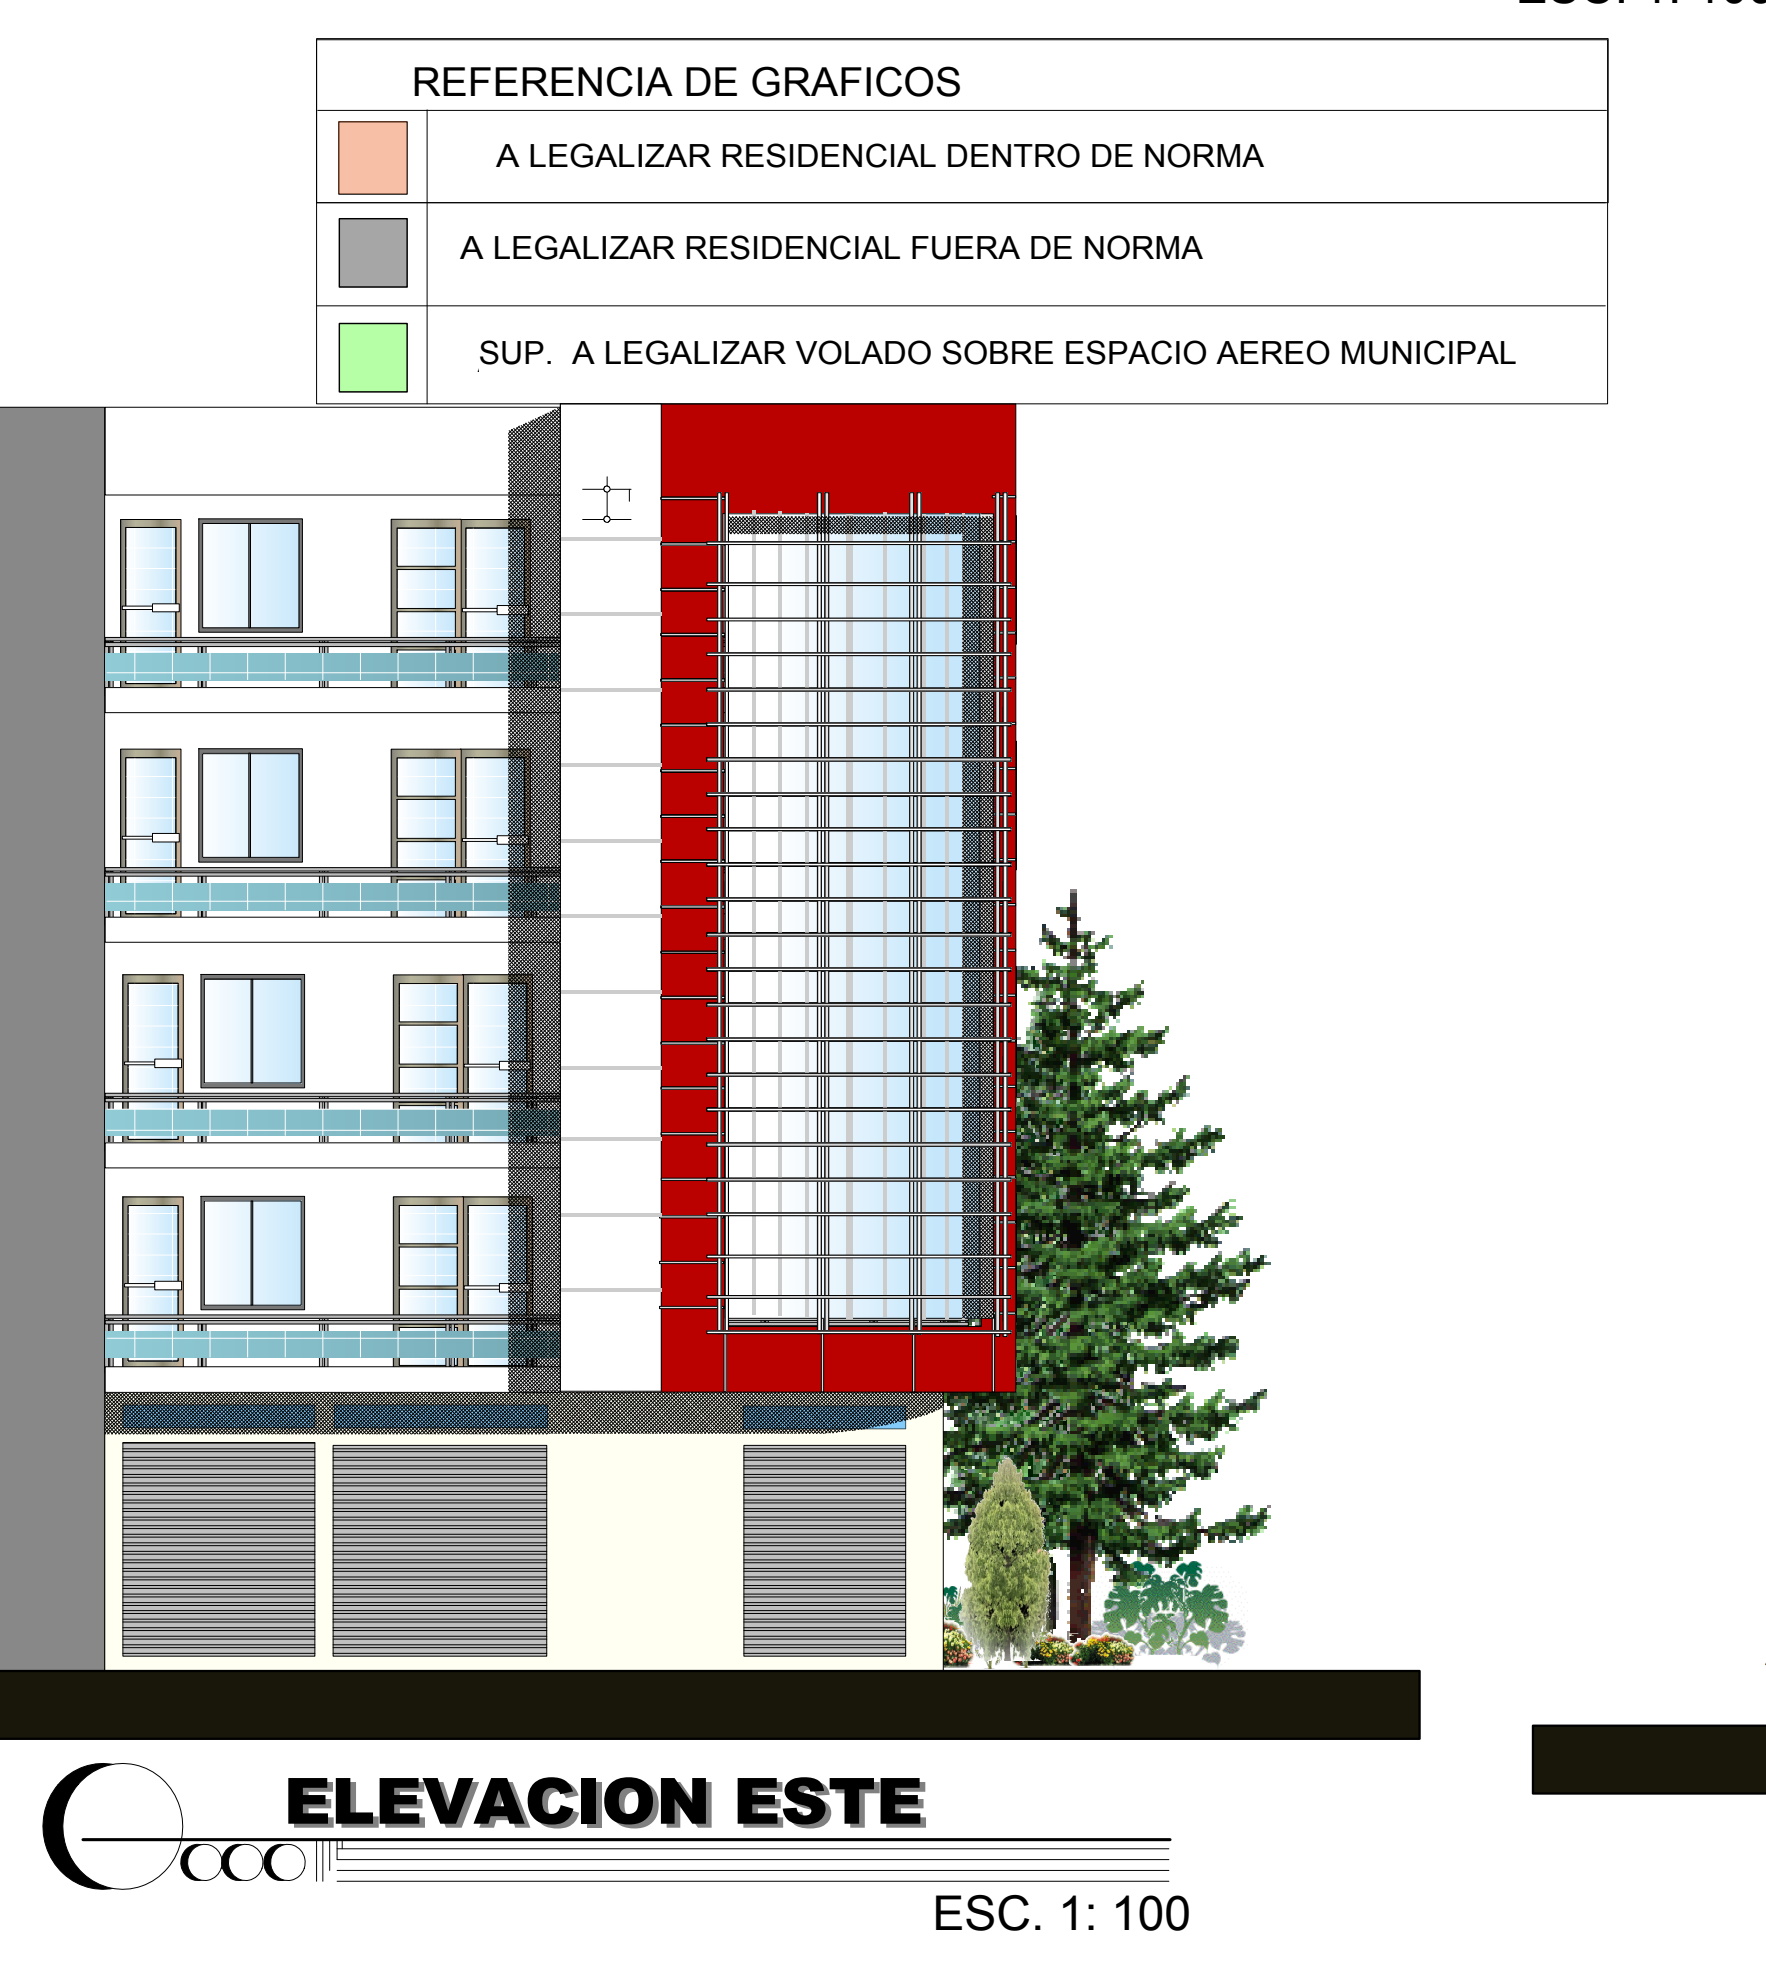 REFERENCIA DE GRAFICOS
A LEGALIZAR RESIDENCIAL DENTRO DE NORMA
A LEGALIZAR RESIDENCIAL FUERA DE NORMA
SUP. A LEGALIZAR VOLADO SOBRE ESPACIO AEREO MUNICIPAL
ELEVACION ESTE
ESC. 1: 100